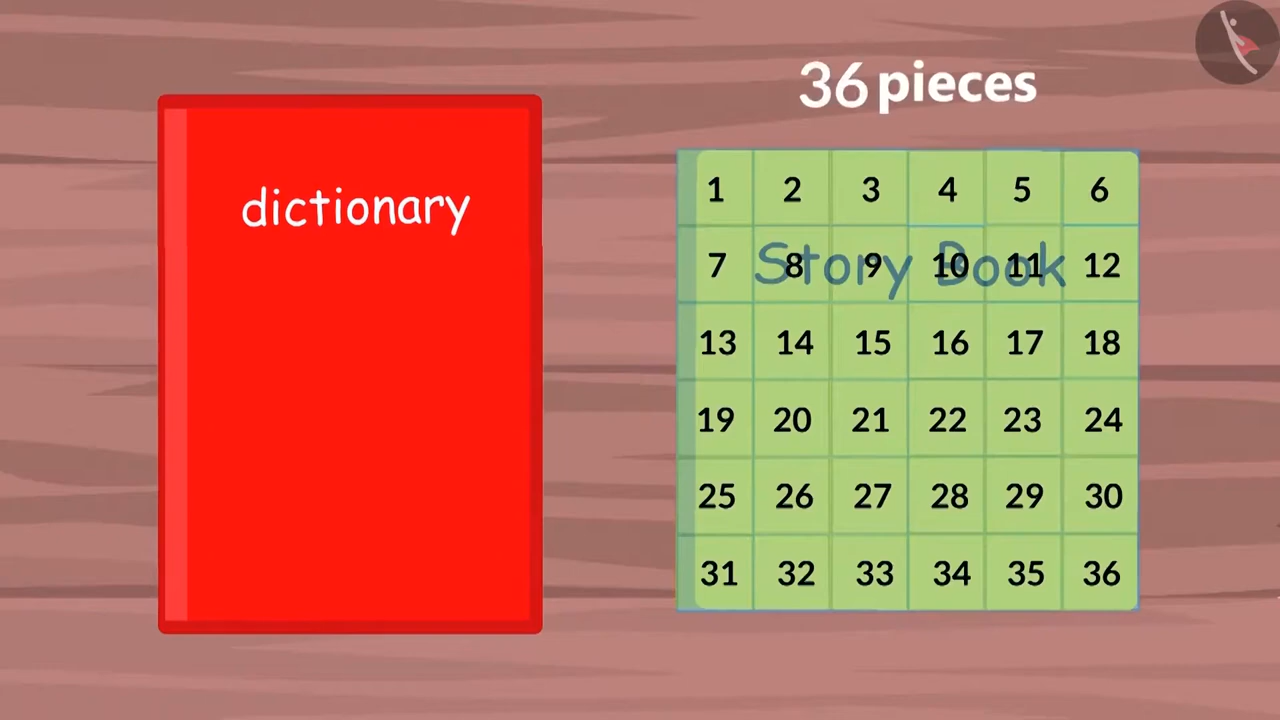 36 pieces
dictionary
1 2 3 4 5 6
Story Book
7 8 9 10 11 12
13 14 15 16 17 18
19 20 21 22 23 24
25 26 27 28 29 30
31 32 33 34 35 36